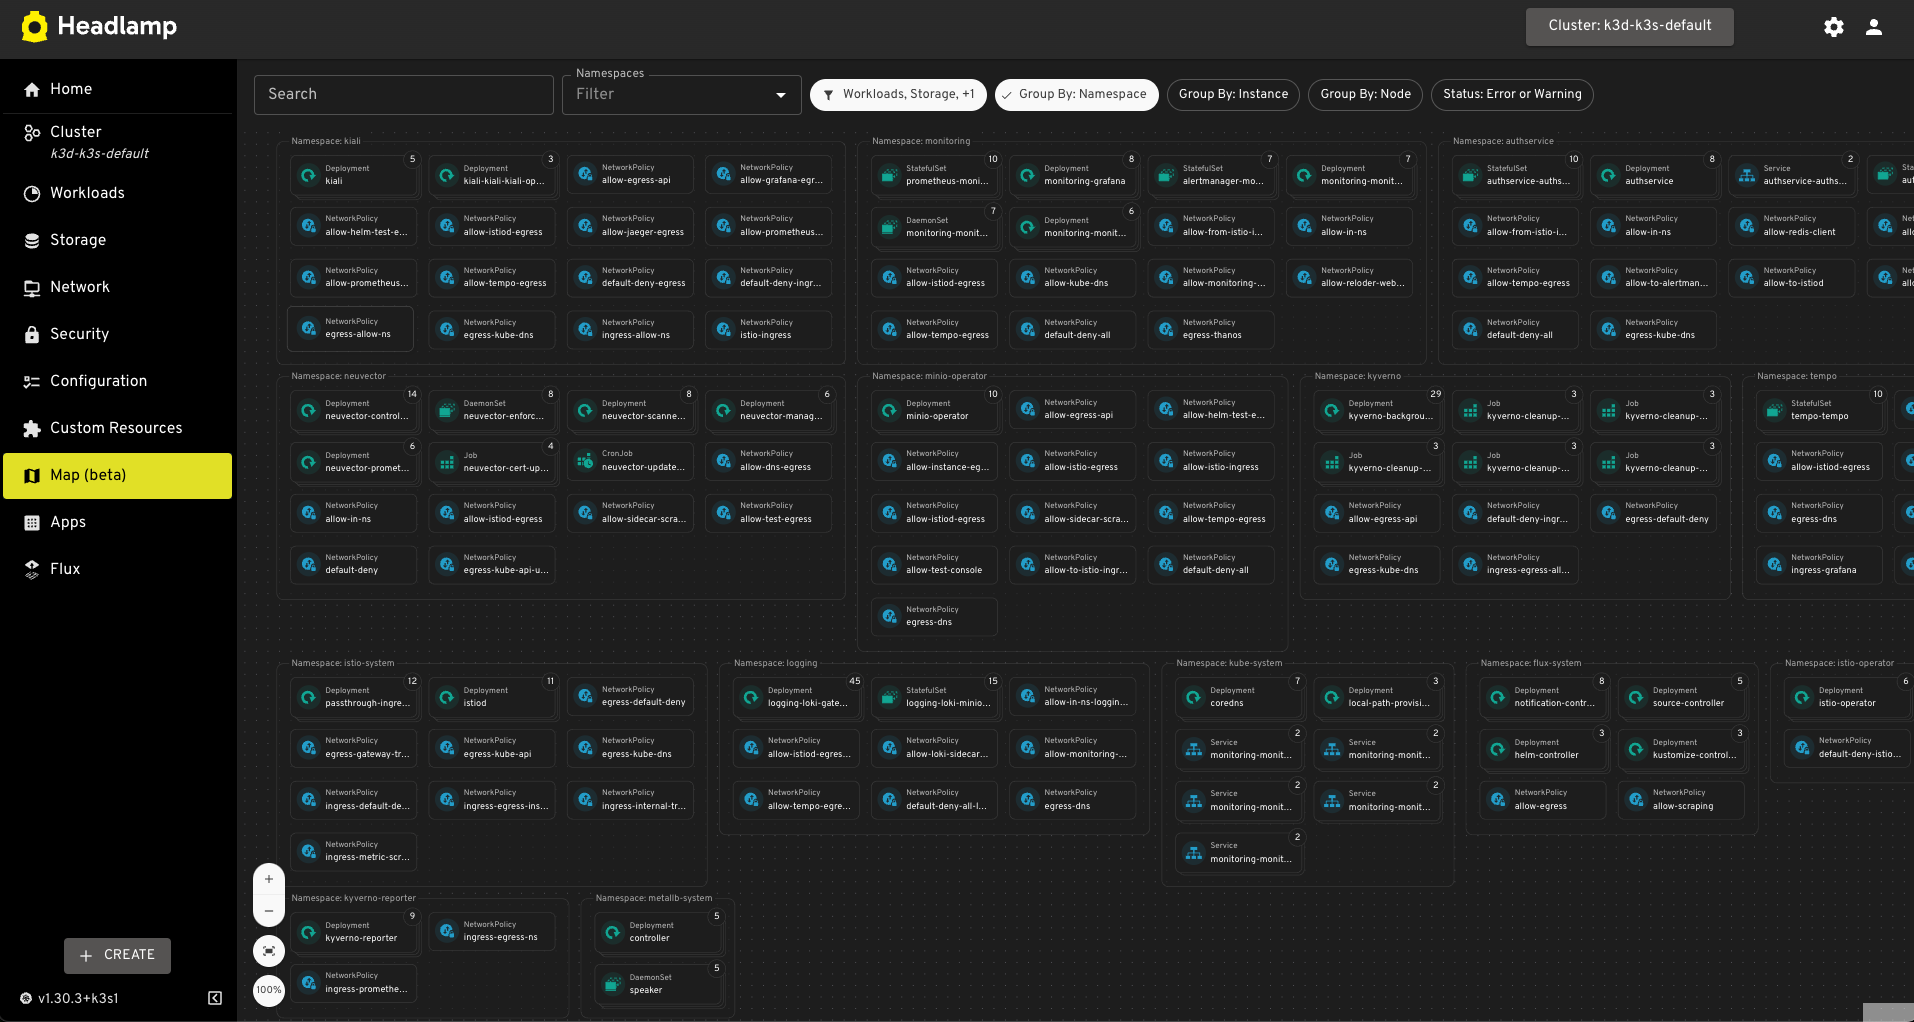 Headlamp
Cluster: k3d-k3s-default
Home
Cluster
k3d-k3s-default
Workloads
Storage
Network
Security
Configuration
Custom Resources
Map (beta)
Apps
Flux
CREATE
v1.30.3+k3s1
Search
Namespaces
Filter
Workloads, Storage, +1
Group By: Namespace
Group By: Instance
Group By: Node
Status: Error or Warning
Namespace: kiali
Deployment
kiali
5
Deployment
kiali-kiali-kiali-op...
3
NetworkPolicy
allow-egress-api
NetworkPolicy
allow-grafana-egr...
NetworkPolicy
allow-helm-test-e...
NetworkPolicy
allow-istiod-egress
NetworkPolicy
allow-jaeger-egress
NetworkPolicy
allow-prometheus...
NetworkPolicy
allow-prometheus...
NetworkPolicy
allow-tempo-egress
NetworkPolicy
default-deny-egress
NetworkPolicy
default-deny-ingr...
NetworkPolicy
egress-allow-ns
NetworkPolicy
egress-kube-dns
NetworkPolicy
ingress-allow-ns
NetworkPolicy
istio-ingress
Namespace: monitoring
StatefulSet
prometheus-moni...
10
Deployment
monitoring-grafana
8
StatefulSet
alertmanager-mo...
7
Deployment
monitoring-monit...
7
DaemonSet
monitoring-monit...
7
Deployment
monitoring-monit...
6
NetworkPolicy
allow-from-istio-i...
NetworkPolicy
allow-in-ns
NetworkPolicy
allow-istiod-egress
NetworkPolicy
allow-kube-dns
NetworkPolicy
allow-monitoring-...
NetworkPolicy
allow-reloder-web...
NetworkPolicy
allow-tempo-egress
NetworkPolicy
default-deny-all
NetworkPolicy
egress-thanos
Namespace: authservice
StatefulSet
authservice-auths...
10
Deployment
authservice
8
Service
authservice-auths...
2
Sta
aut
NetworkPolicy
allow-from-istio-i...
NetworkPolicy
allow-in-ns
NetworkPolicy
allow-redis-client
Net
allo
NetworkPolicy
allow-tempo-egress
NetworkPolicy
allow-to-alertman...
NetworkPolicy
allow-to-istiod
Net
allo
NetworkPolicy
default-deny-all
NetworkPolicy
egress-kube-dns
Namespace: neuvector
Deployment
neuvector-control...
14
DaemonSet
neuvector-enforc...
8
Deployment
neuvector-scanne...
8
Deployment
neuvector-manag...
6
Deployment
neuvector-promet...
6
Job
neuvector-cert-up...
4
CronJob
neuvector-update...
NetworkPolicy
allow-dns-egress
NetworkPolicy
allow-in-ns
NetworkPolicy
allow-istiod-egress
NetworkPolicy
allow-sidecar-scra...
NetworkPolicy
allow-test-egress
NetworkPolicy
default-deny
NetworkPolicy
egress-kube-api-u...
Namespace: minio-operator
Deployment
minio-operator
10
NetworkPolicy
allow-egress-api
NetworkPolicy
allow-helm-test-e...
NetworkPolicy
allow-instance-eg...
NetworkPolicy
allow-istio-egress
NetworkPolicy
allow-istio-ingress
NetworkPolicy
allow-istiod-egress
NetworkPolicy
allow-sidecar-scra...
NetworkPolicy
allow-tempo-egress
NetworkPolicy
allow-test-console
NetworkPolicy
allow-to-istio-ingr...
NetworkPolicy
default-deny-all
NetworkPolicy
egress-dns
Namespace: kyverno
Deployment
kyverno-backgrou...
29
Job
kyverno-cleanup-...
3
Job
kyverno-cleanup-...
3
Job
kyverno-cleanup-...
3
Job
kyverno-cleanup-...
3
Job
kyverno-cleanup-...
3
NetworkPolicy
allow-egress-api
NetworkPolicy
default-deny-ingr...
NetworkPolicy
egress-default-deny
NetworkPolicy
egress-kube-dns
NetworkPolicy
ingress-egress-all...
Namespace: tempo
StatefulSet
tempo-tempo
10
NetworkPolicy
allow-istiod-egress
NetworkPolicy
egress-dns
NetworkPolicy
ingress-grafana
Namespace: istio-system
Deployment
passthrough-ingre...
12
Deployment
istiod
11
NetworkPolicy
egress-default-deny
NetworkPolicy
egress-gateway-tr...
NetworkPolicy
egress-kube-api
NetworkPolicy
egress-kube-dns
NetworkPolicy
ingress-default-de...
NetworkPolicy
ingress-egress-ins...
NetworkPolicy
ingress-internal-tr...
NetworkPolicy
ingress-metric-scr...
Namespace: logging
Deployment
logging-loki-gate...
45
StatefulSet
logging-loki-minio...
15
NetworkPolicy
allow-in-ns-loggin...
NetworkPolicy
allow-istiod-egres...
NetworkPolicy
allow-loki-sidecar...
NetworkPolicy
allow-monitoring-...
NetworkPolicy
allow-tempo-egre...
NetworkPolicy
default-deny-all-l...
NetworkPolicy
egress-dns
Namespace: kube-system
Deployment
coredns
7
Deployment
local-path-provisi...
3
Service
monitoring-monit...
2
Service
monitoring-monit...
2
Service
monitoring-monit...
2
Service
monitoring-monit...
2
Service
monitoring-monit...
2
Namespace: flux-system
Deployment
notification-contr...
8
Deployment
source-controller
5
Deployment
helm-controller
3
Deployment
kustomize-control...
3
NetworkPolicy
allow-egress
NetworkPolicy
allow-scraping
Namespace: istio-operator
Deployment
istio-operator
6
NetworkPolicy
default-deny-istio...
Namespace: kyverno-reporter
Deployment
kyverno-reporter
9
NetworkPolicy
ingress-egress-ns
NetworkPolicy
ingress-promethe...
Namespace: metallb-system
Deployment
controller
5
DaemonSet
speaker
5
100%